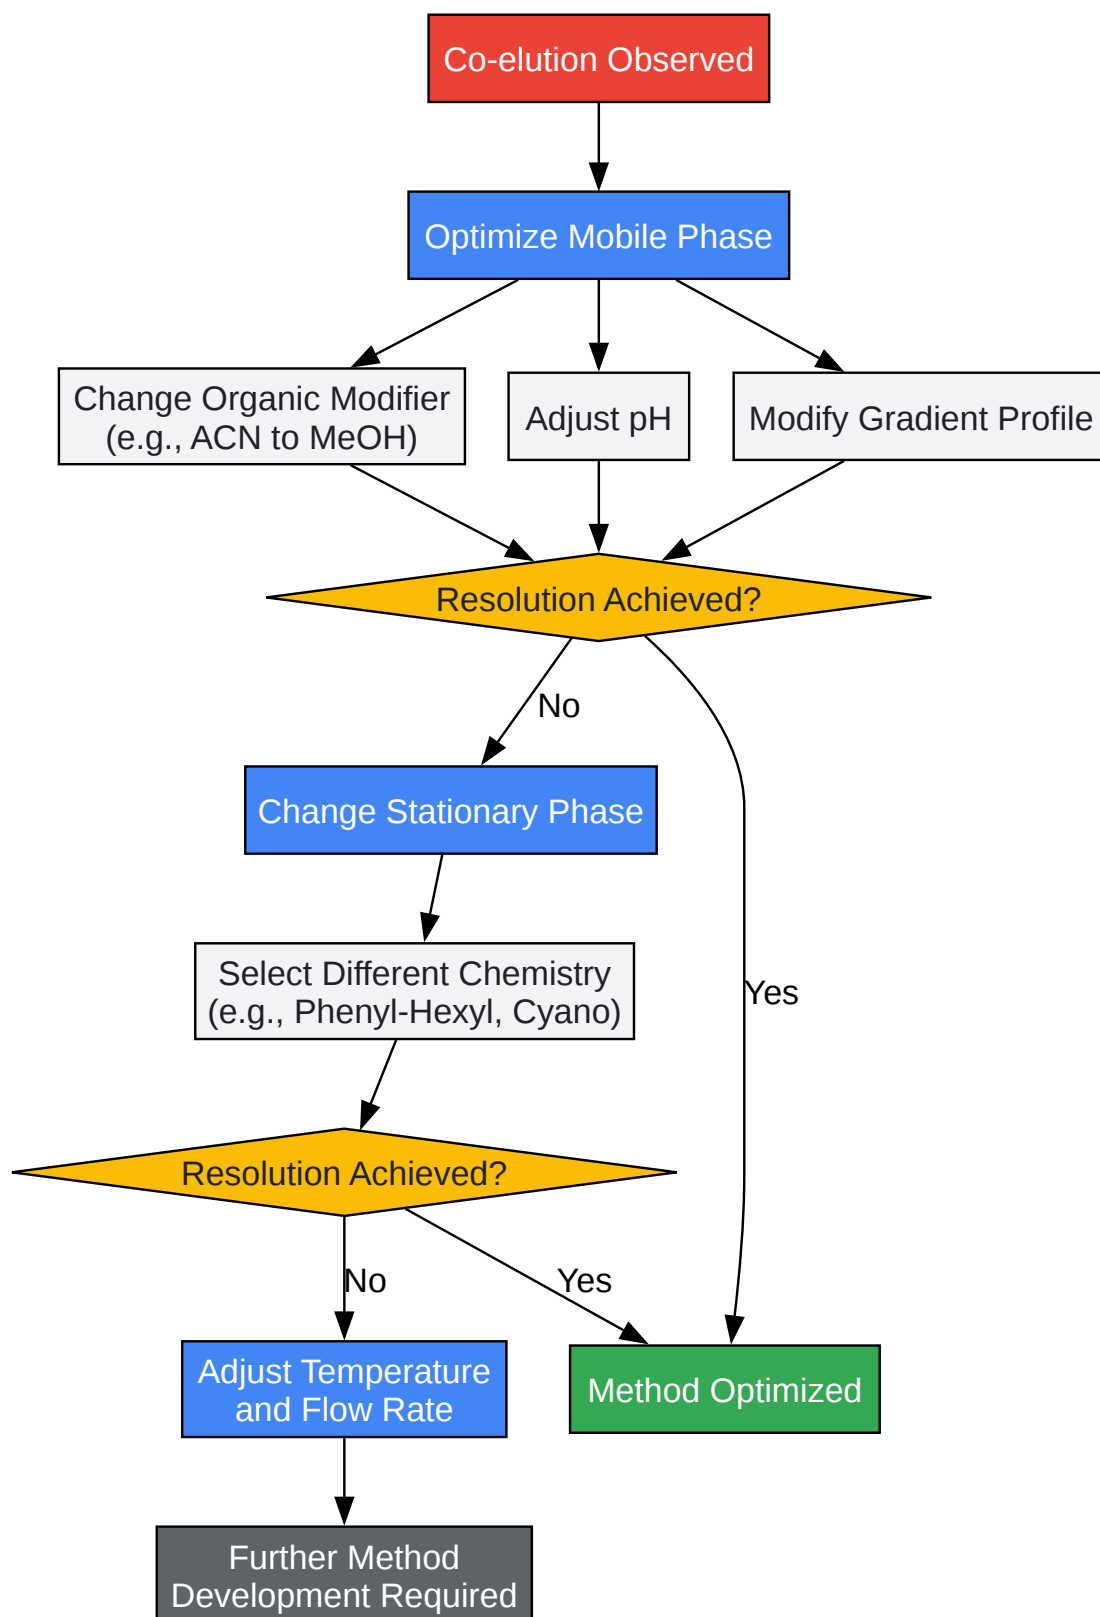 Co-elution Observed
Optimize Mobile Phase
Change Organic Modifier
(e.g., ACN to MeOH)
Adjust pH
Modify Gradient Profile
Resolution Achieved?
No
Change Stationary Phase
Select Different Chemistry
(e.g., Phenyl-Hexyl, Cyano)
Yes
Resolution Achieved?
No
Yes
Adjust Temperature
and Flow Rate
Method Optimized
Further Method
Development Required